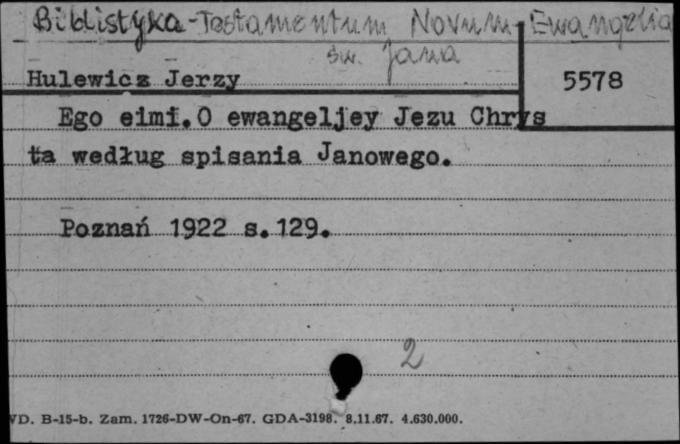 Biblistyka - Testamentum Novum - Ewangelia
św. Jana
Hulewicz Jerzy
5578
Ego eimi. O ewangeljey Jezu Chrys
ta według spisania Janowego.
Poznań 1922 s. 129.
2
WD. B-15-b. Zam. 1726-DW-On-67. GDA-3198. 8.11.67. 4.630.000.